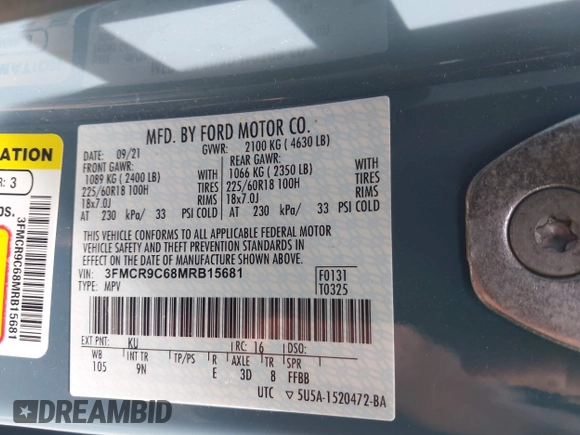 MFD. BY FORD MOTOR CO.
DATE: 09/21 GVWR: 2100 KG (4630 LB)
FRONT GAWR: REAR GAWR:
1089 KG (2400 LB) 1066 KG (2350 LB)
225/60R18 100H TIRES 225/60R18 100H TIRES
18x7.0J RIMS 18x7.0J RIMS
AT 230 kPa/ 33 PSI COLD AT 230 kPa/ 33 PSI COLD
THIS VEHICLE CONFORMS TO ALL APPLICABLE FEDERAL MOTOR
VEHICLE SAFETY AND THEFT PREVENTION STANDARDS IN
EFFECT ON THE DATE OF MANUFACTURE SHOWN ABOVE.
VIN: 3FMCR9C68MRB15681 F0131
TYPE: MPV T0325
EXT PNT: KU RC: 16 DSO:
WB INT TR TP/PS R AXLE TR SPR
105 9N E 3D 8 FFBB
UTC 5U5A-1520472-BA
ATION
R: 3
DS.
3FMCR9C68MRB15681
©DREAMBID